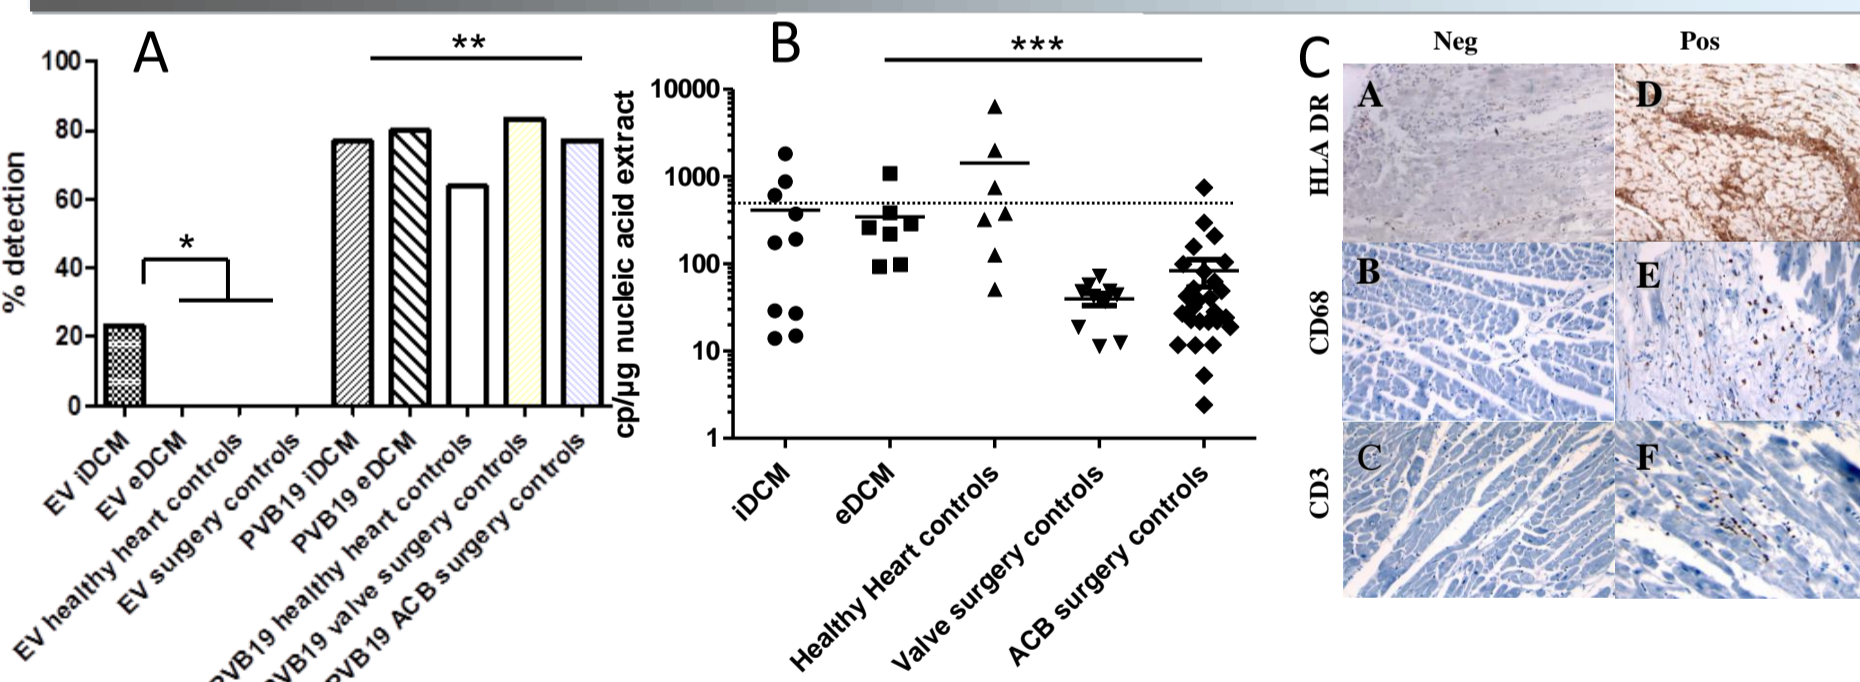 A
**
% detection
100
80
60
40
20
0
*
EV iDCM
EV eDCM
EV healthy heart controls
EV surgery controls
PVB19 iDCM
PVB19 eDCM
PVB19 healthy heart controls
PVB19 valve surgery controls
PVB19 ACB surgery controls
B
***
cp/µg nucleic acid extract
10000
1000
100
10
1
iDCM
eDCM
Healthy Heart controls
Valve surgery controls
ACB surgery controls
C
Neg Pos
HLA DR
A D
CD68
B E
CD3
C F